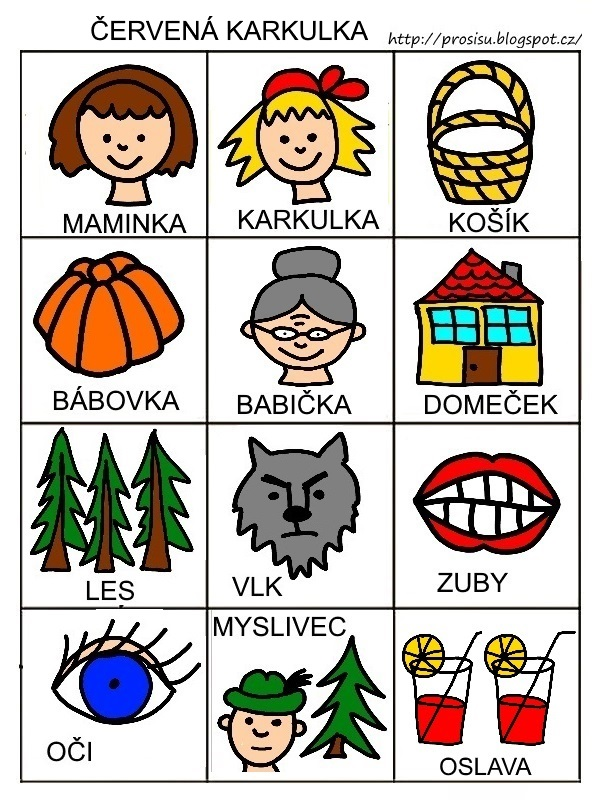 ČERVENÁ KARKULKA http://prosisu.blogspot.cz/
MAMINKA KARKULKA KOŠÍK
BÁBOVKA BABIČKA DOMEČEK
LES VLK ZUBY
MYSLIVEC
OČI OSLAVA